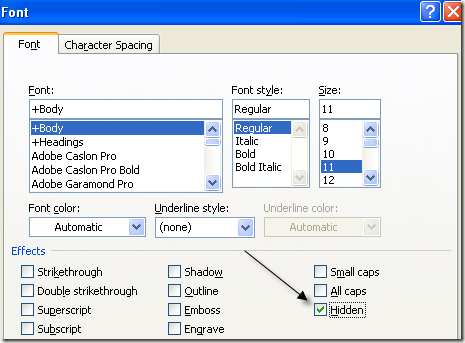 Font
Font Character Spacing
Font: Font style: Size:
+Body Regular 11
+Body Regular 8
+Headings Italic 9
Adobe Caslon Pro Bold 10
Adobe Caslon Pro Bold Bold Italic 11
Adobe Garamond Pro 12
Font color: Underline style: Underline color:
Automatic (none) Automatic
Effects
Strikethrough Shadow Small caps
Double strikethrough Outline All caps
Superscript Emboss Hidden
Subscript Engrave